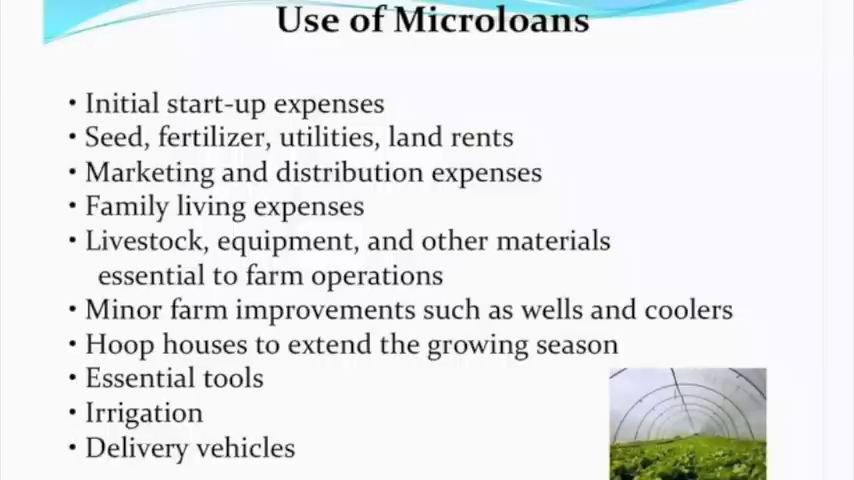 Use of Microloans
• Initial start-up expenses
• Seed, fertilizer, utilities, land rents
• Marketing and distribution expenses
• Family living expenses
• Livestock, equipment, and other materials
essential to farm operations
• Minor farm improvements such as wells and coolers
• Hoop houses to extend the growing season
• Essential tools
• Irrigation
• Delivery vehicles